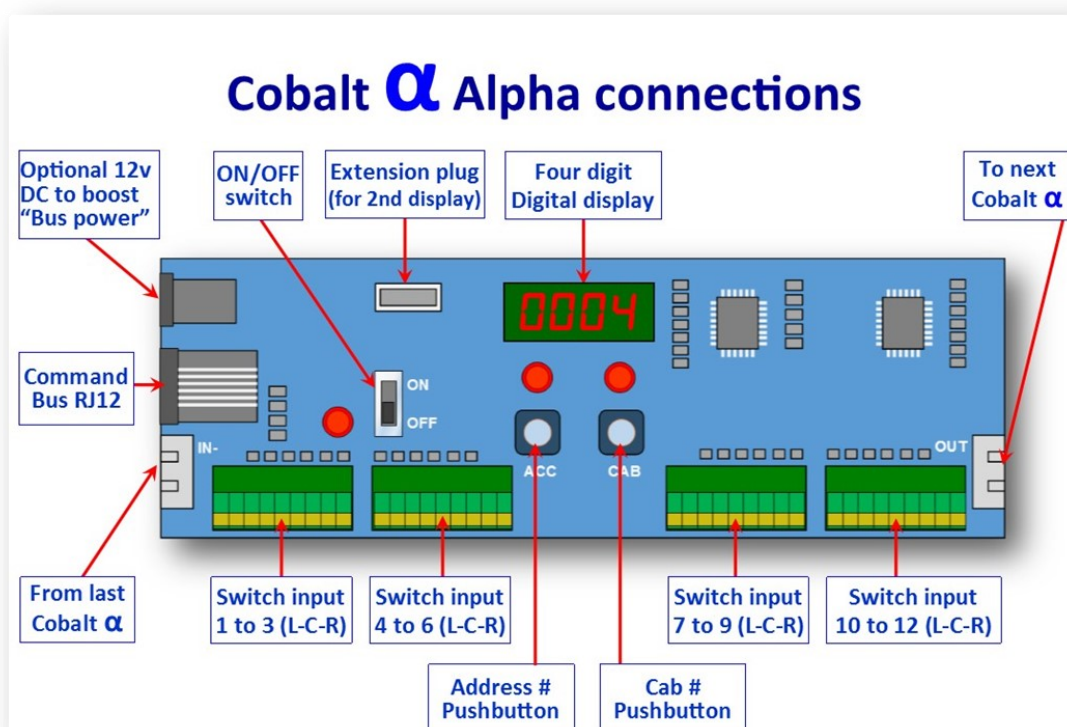 Cobalt α Alpha connections
Optional 12v
DC to boost
“Bus power”
ON/OFF
switch
Extension plug
(for 2nd display)
Four digit
Digital display
To next
Cobalt α
0004
Command
Bus RJ12
ON
OFF
IN-
OUT
ACC
CAB
From last
Cobalt α
Switch input
1 to 3 (L-C-R)
Switch input
4 to 6 (L-C-R)
Switch input
7 to 9 (L-C-R)
Switch input
10 to 12 (L-C-R)
Address #
Pushbutton
Cab #
Pushbutton